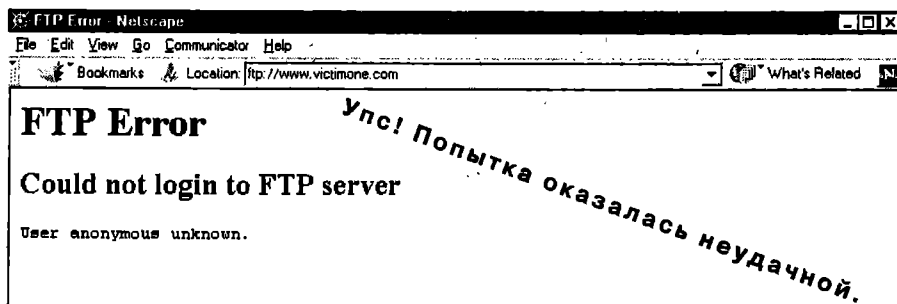 FTP Error - Netscape
File Edit View Go Communicator Help
Bookmarks Location: ftp://www.victimone.com What's Related N
FTP Error
Could not login to FTP server
User anonymous unknown.
Упс! Попытка оказалась неудачной.